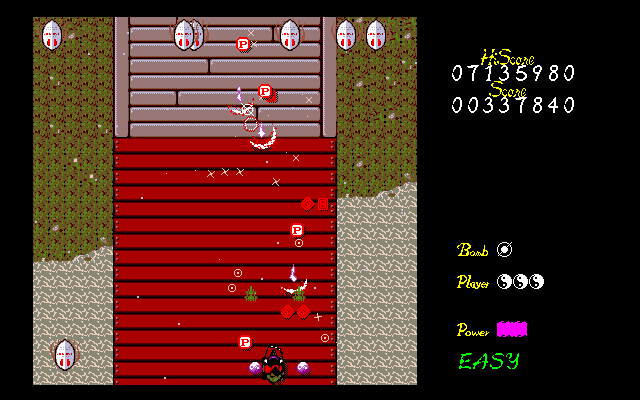 HiScore
07135980
Score
00337840
P
P
P
Bomb
Player
Power
P
EASY